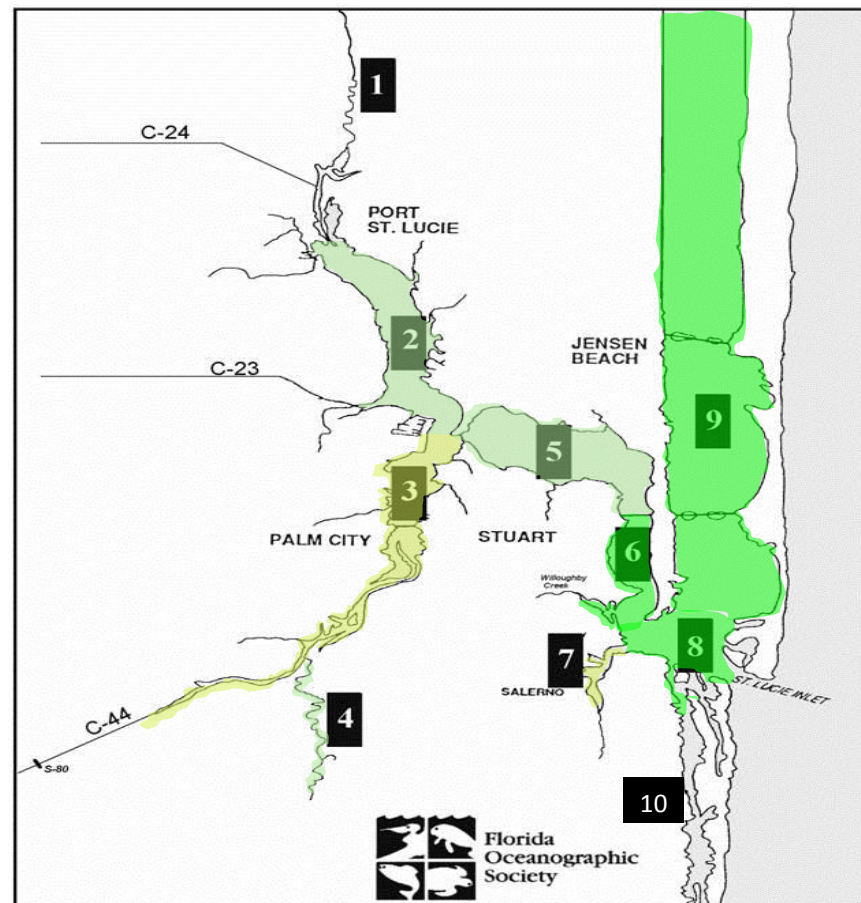 1
C-24
PORT
ST. LUCIE
2
JENSEN
BEACH
C-23
9
5
3
PALM CITY
STUART
6
Willoughby
Creek
7
8
SALERNO
ST. LUCIE INLET
4
C-44
S-80
10
Florida
Oceanographic
Society